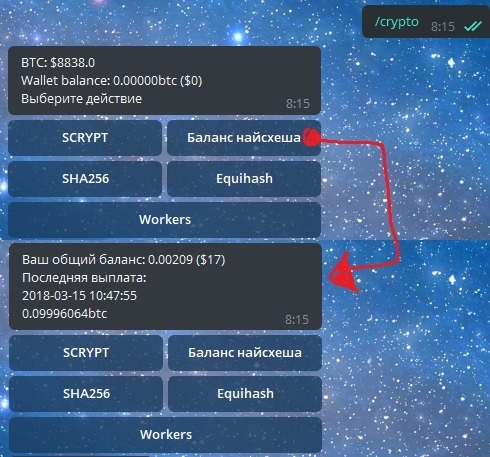 /crypto 8:15
BTC: $8838.0
Wallet balance: 0.00000btc ($0)
Выберите действие
8:15
SCRYPT Баланс найсхеша
SHA256 Equihash
Workers
Ваш общий баланс: 0.00209 ($17)
Последняя выплата:
2018-03-15 10:47:55
0.09996064btc
8:15
SCRYPT Баланс найсхеша
SHA256 Equihash
Workers